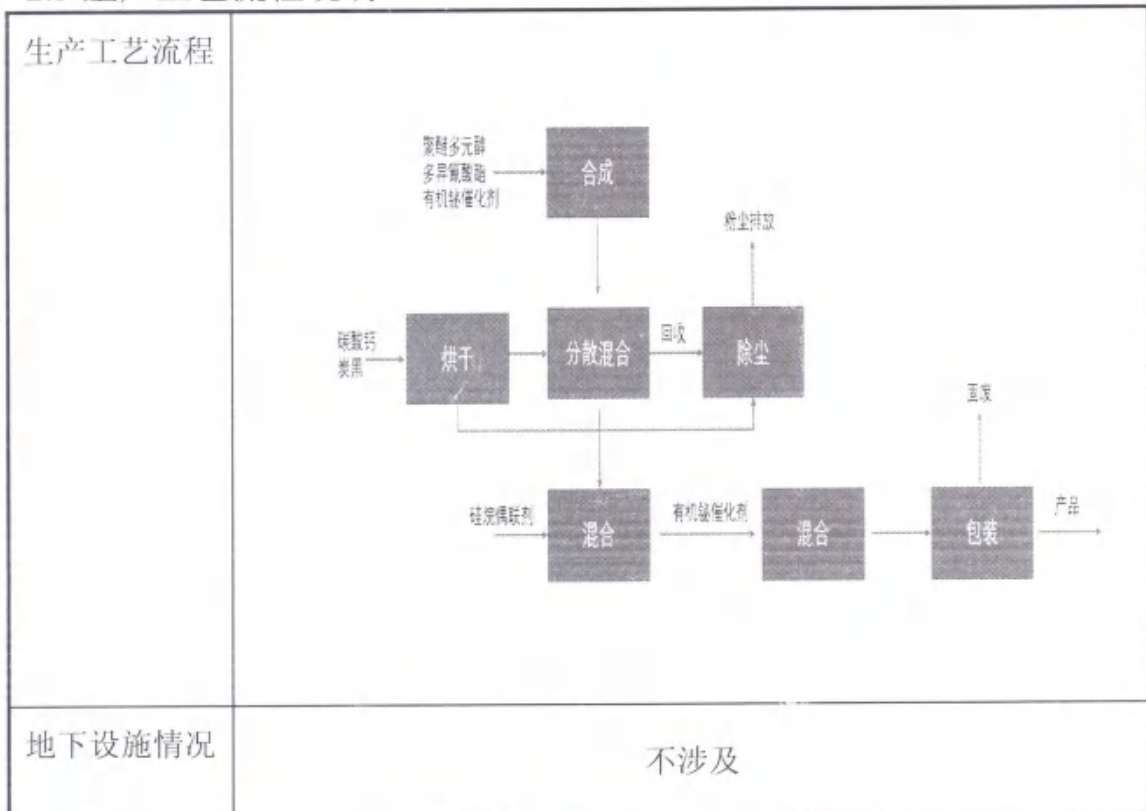 生产工艺流程
聚醚多元醇
多异氰酸酯
有机铋催化剂
合成
粉尘排放
碳酸钙
炭黑
烘干
分散混合
回收
除尘
固废
硅烷偶联剂
混合
有机铋催化剂
混合
包装
产品
地下设施情况
不涉及